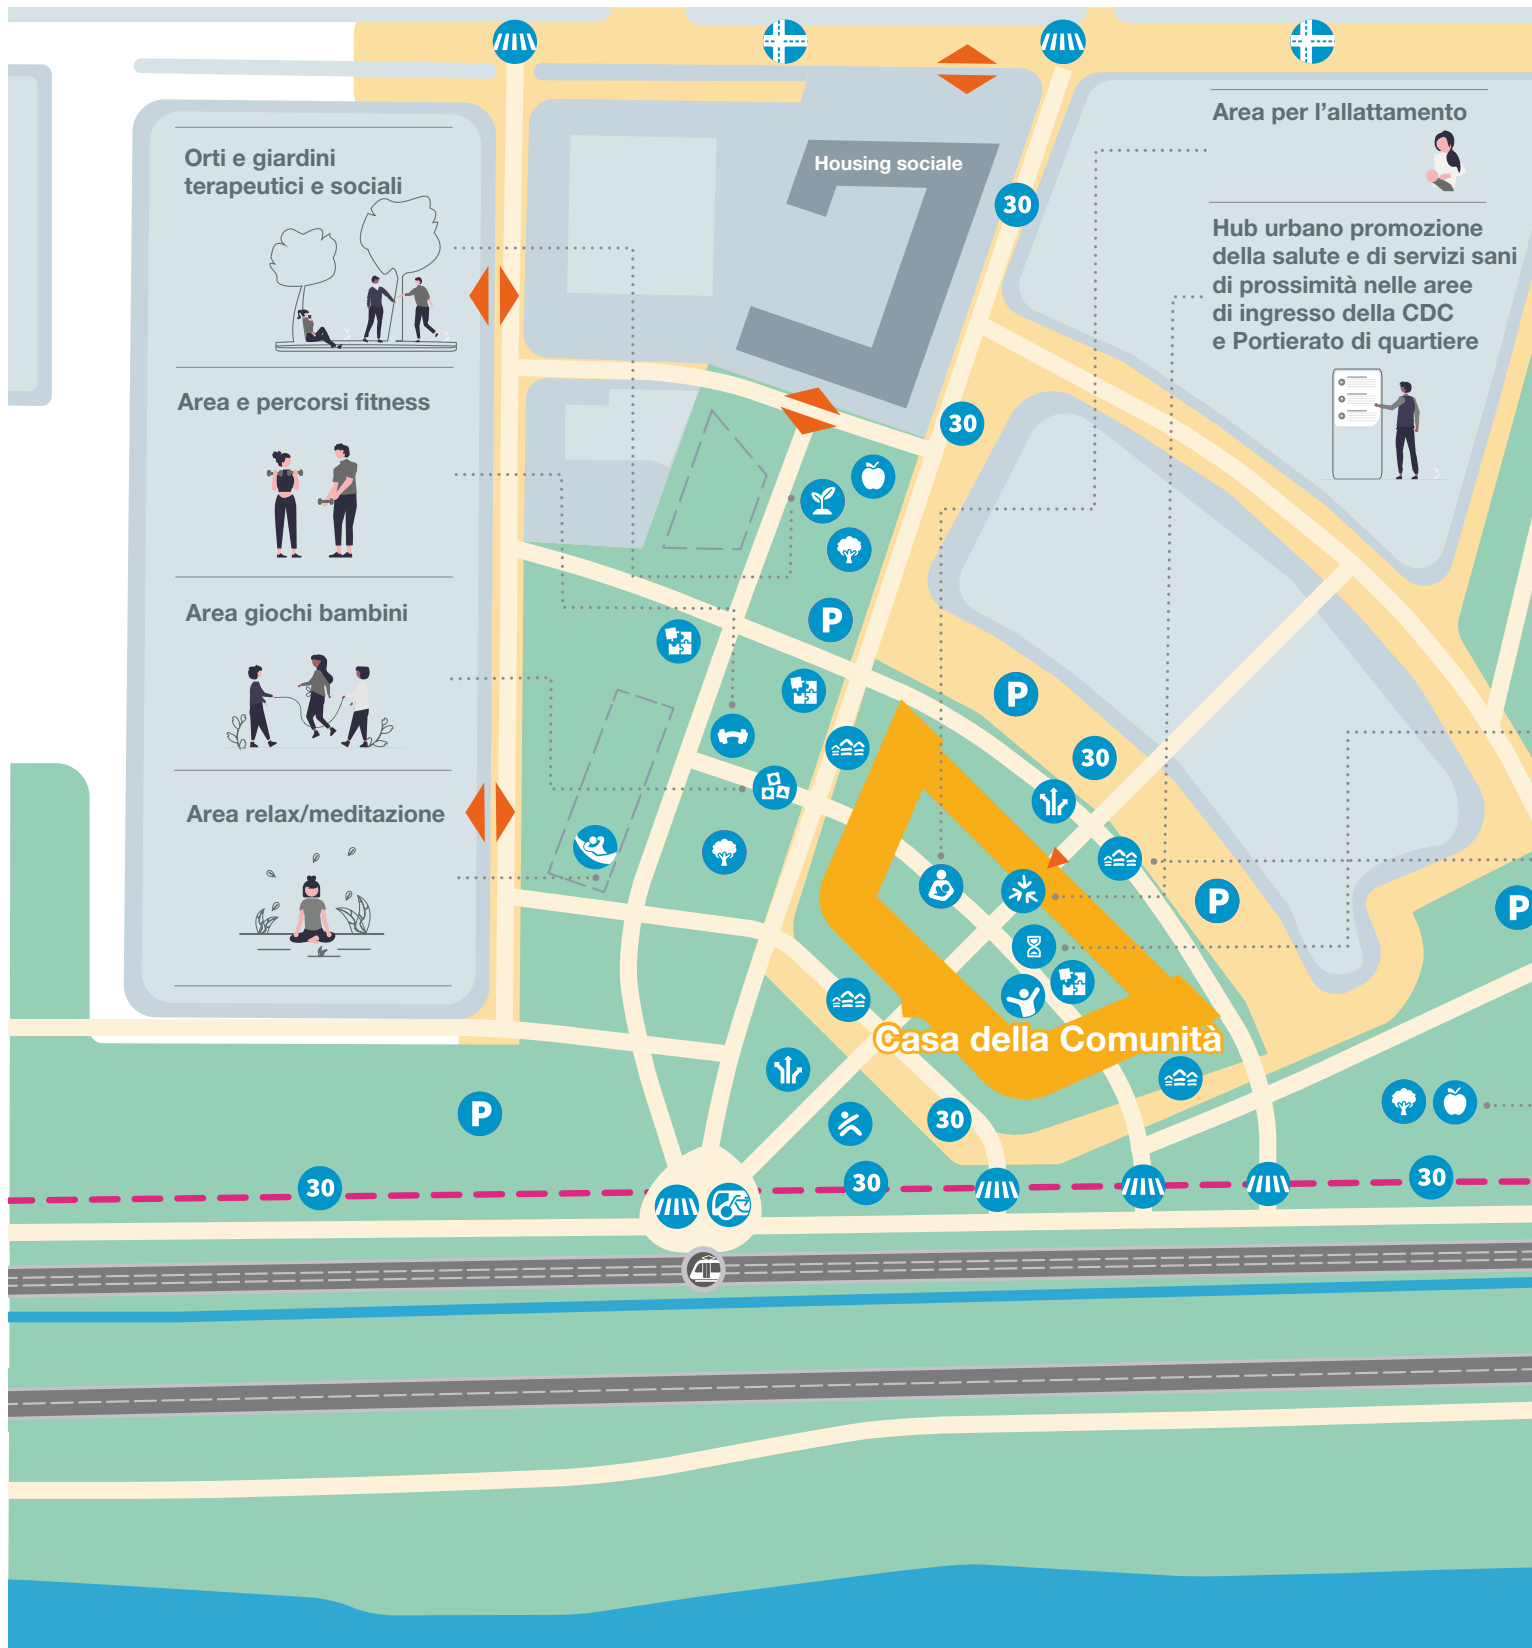 Orti e giardini
terapeutici e sociali
Area e percorsi fitness
Area giochi bambini
Area relax/meditazione
Housing sociale
Area per l’allattamento
Hub urbano promozione
della salute e di servizi sani
di prossimità nelle aree
di ingresso della CDC
e Portierato di quartiere
30
30
P
P
30
P
P
Casa della Comunità
P
30
30
30
30